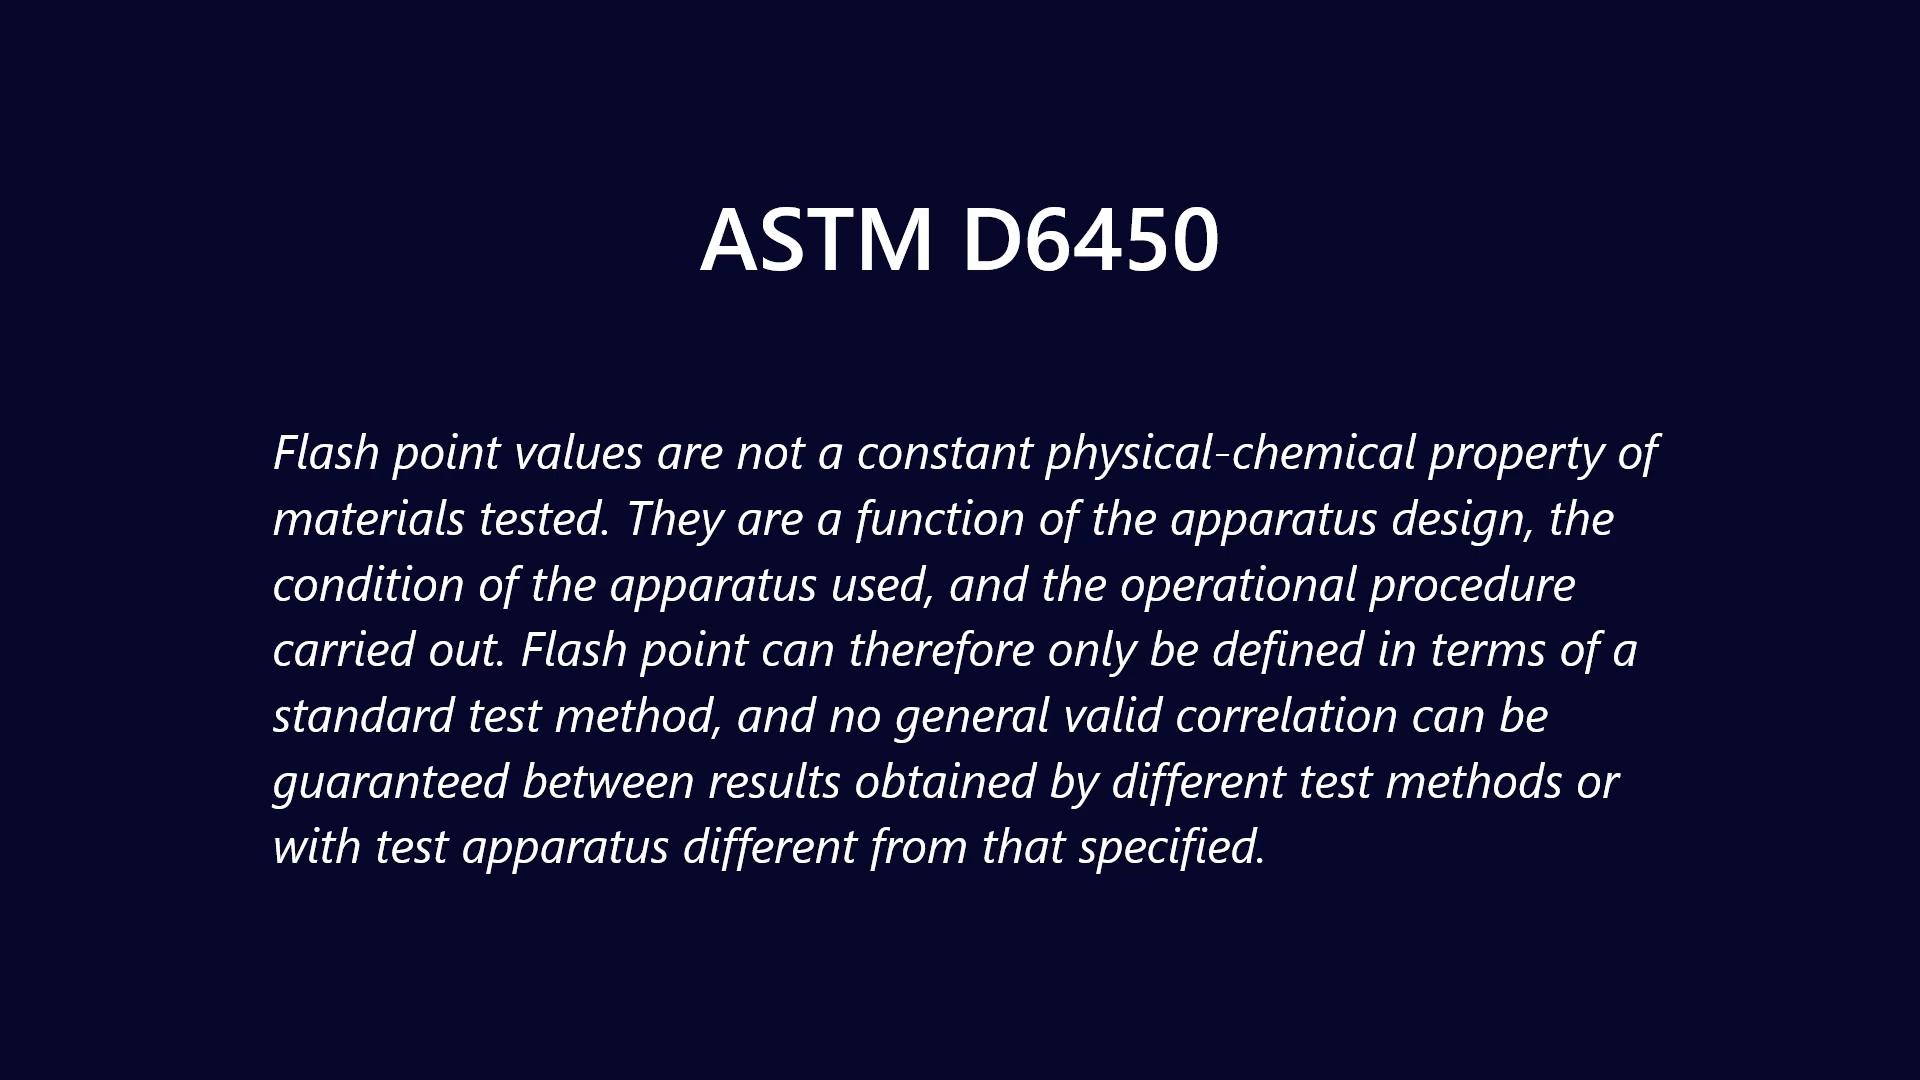 ASTM D6450
Flash point values are not a constant physical-chemical property of
materials tested. They are a function of the apparatus design, the
condition of the apparatus used, and the operational procedure
carried out. Flash point can therefore only be defined in terms of a
standard test method, and no general valid correlation can be
guaranteed between results obtained by different test methods or
with test apparatus different from that specified.